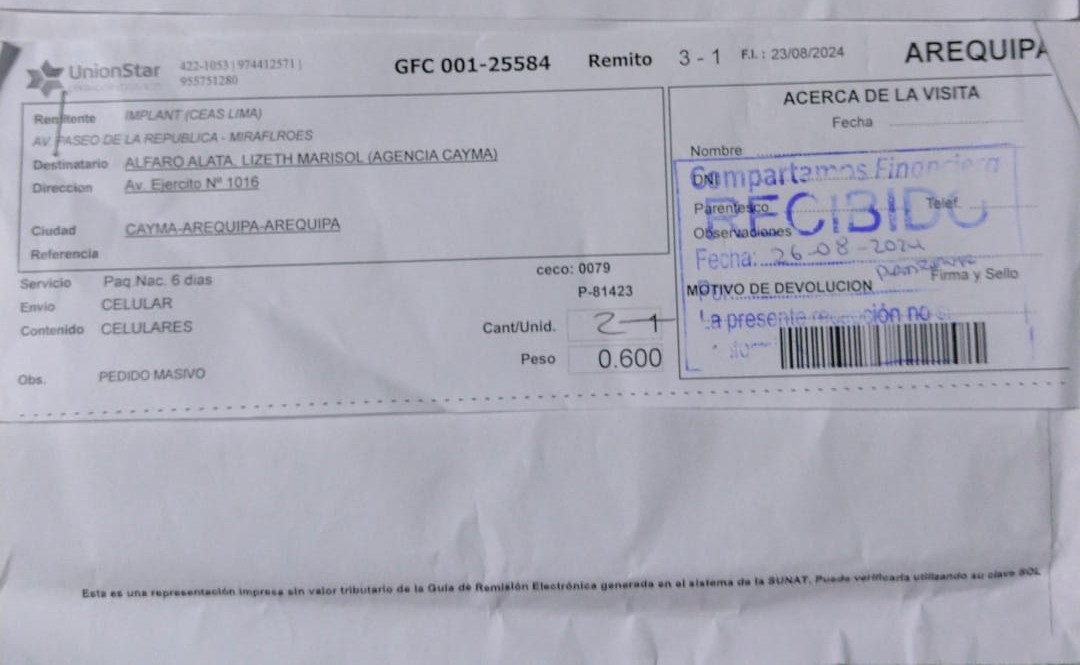 UnionStar
422-1053 | 974412571 |
955751280
GFC 001-25584 Remito 3 - 1 F.I. : 23/08/2024 AREQUIPA
Remitente IMPLANT (CEAS LIMA)
AV. PASEO DE LA REPUBLICA - MIRAFLROES
Destinatario ALFARO ALATA, LIZETH MARISOL (AGENCIA CAYMA)
Direccion Av. Ejercito N° 1016
Ciudad CAYMA-AREQUIPA-AREQUIPA
Referencia
Servicio Paq Nac. 6 dias
ceco: 0079
Envio CELULAR
P-81423
Contenido CELULARES
Cant/Unid. 2-1
Peso 0.600
Obs. PEDIDO MASIVO
ACERCA DE LA VISITA
Fecha
Nombre
DNI
Parentesco Telef.
Observaciones
Firma y Sello
MOTIVO DE DEVOLUCION
Compartamos Financiera
RECIBIDO
Fecha: 26-08-2024
La presente no
Esta es una representación impresa sin valor tributario de la Guía de Remisión Electrónica generada en el sistema de la SUNAT. Puede verificarla utilizando su clave SOL